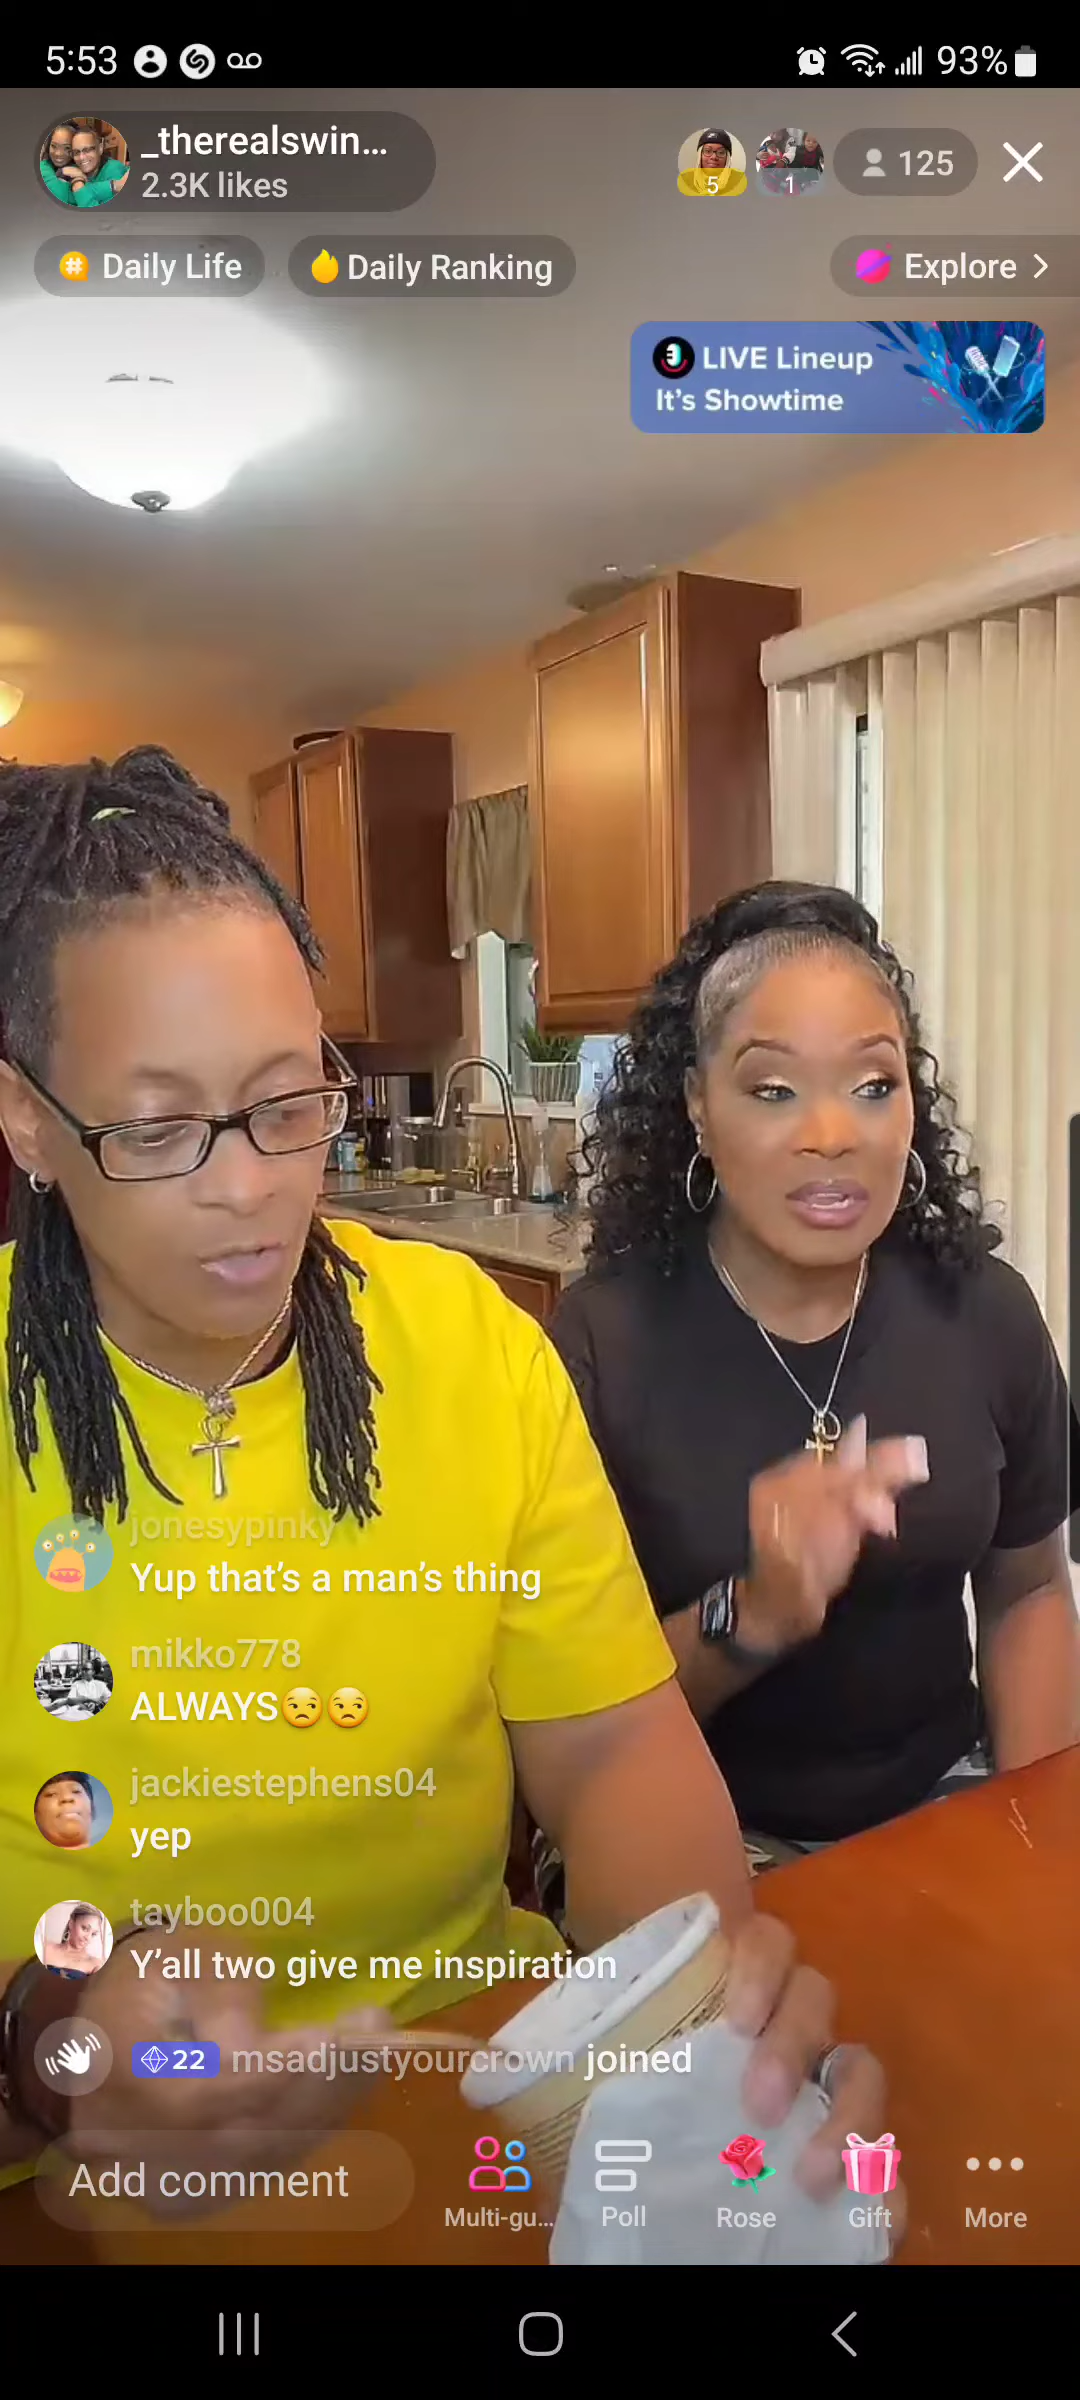 5:53
93%
_therealswin...
2.3K likes
5
1
125
Daily Life
Daily Ranking
Explore
LIVE Lineup
It's Showtime
jonesypinky
Yup that's a man's thing
mikko778
ALWAYS😒😒
jackiestephens04
yep
tayboo004
Y'all two give me inspiration
22 msadjustyourcrown joined
Add comment
Multi-gu...
Poll
Rose
Gift
More